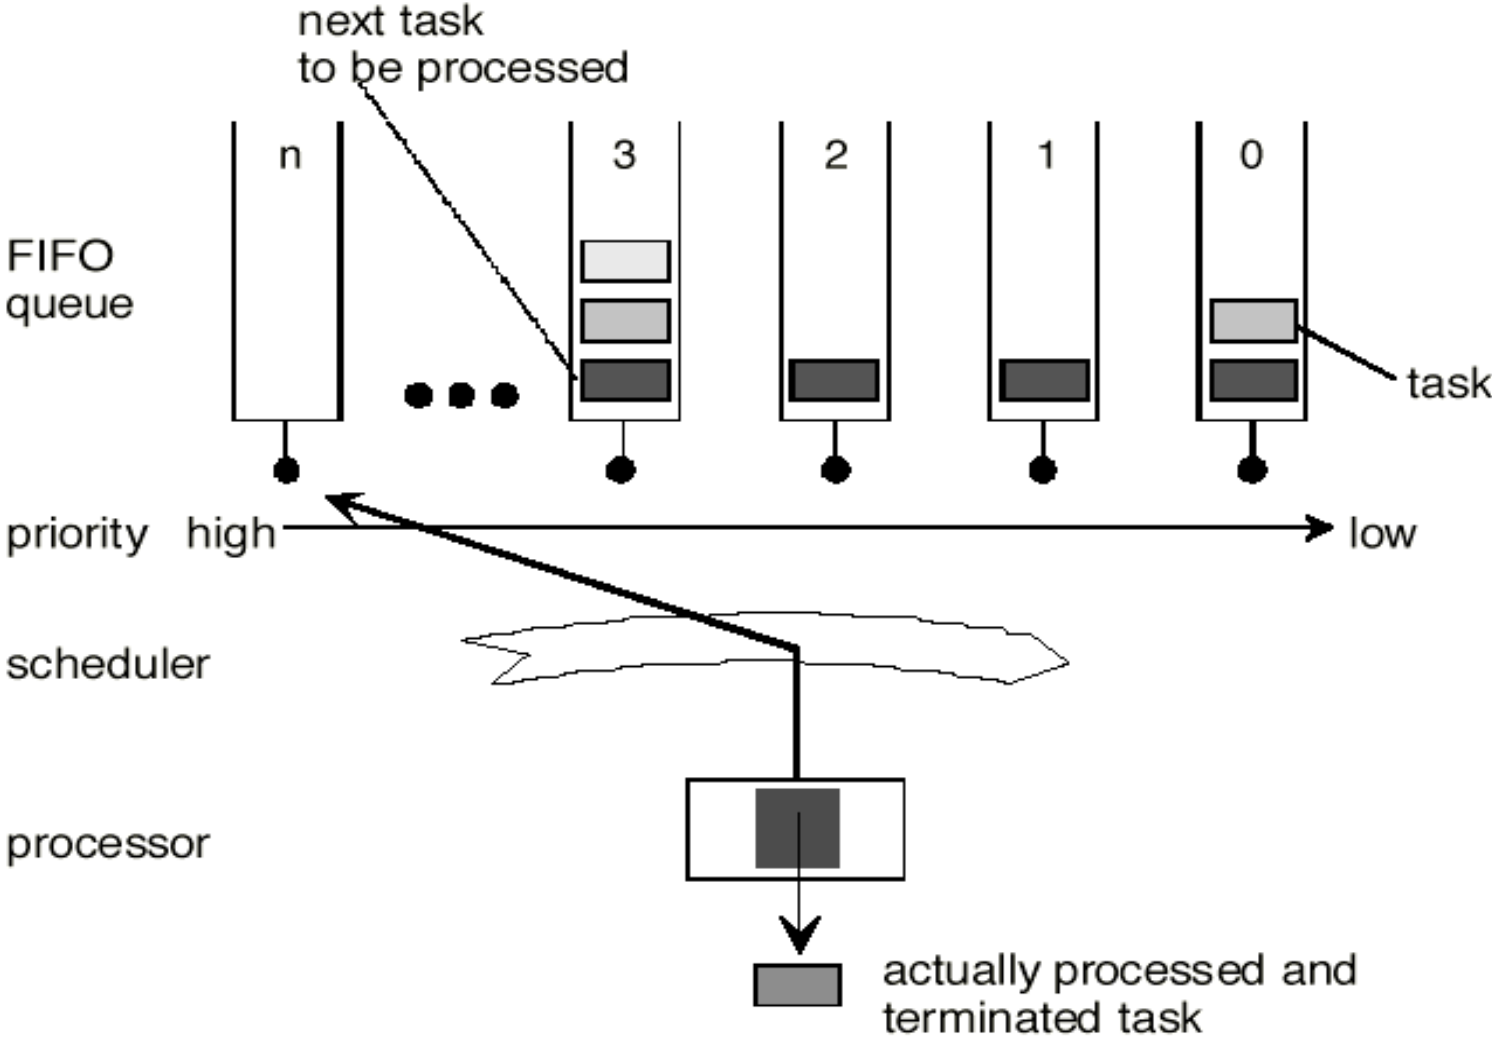 next task
to be processed
n
3
2
1
0
FIFO
queue
task
priority high
low
scheduler
processor
actually processed and
terminated task